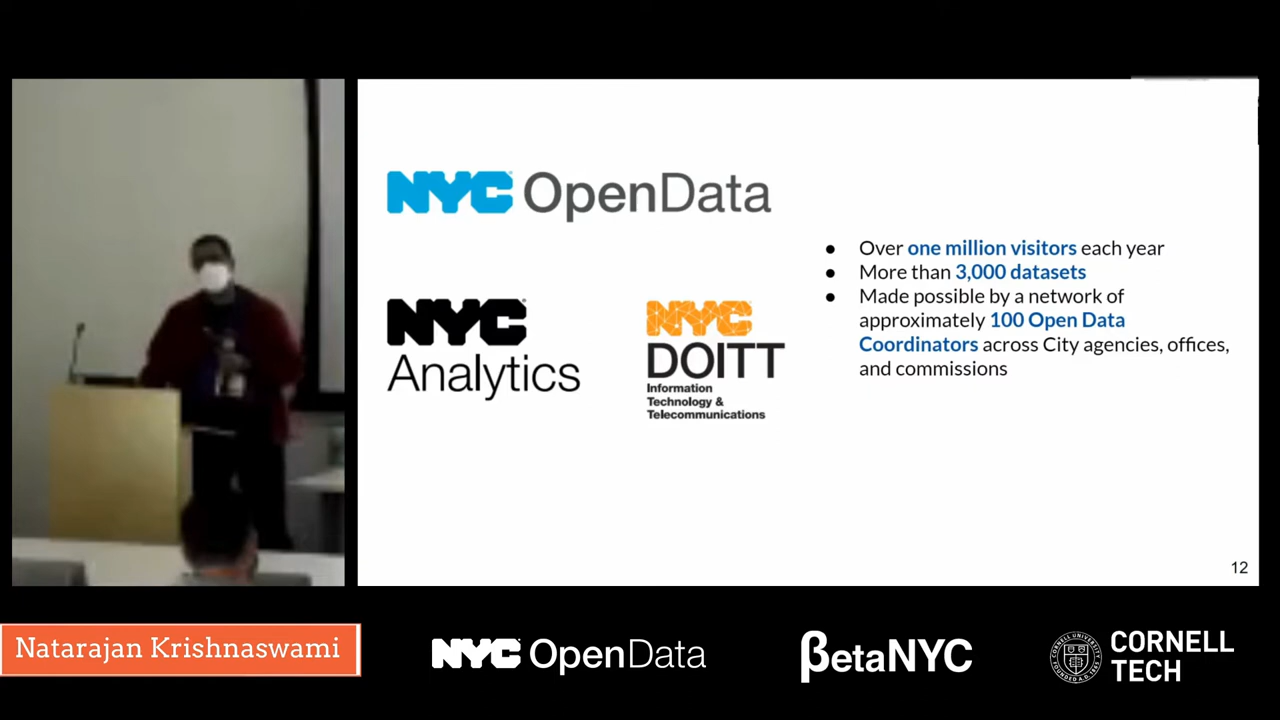 NYC OpenData
● Over one million visitors each year
● More than 3,000 datasets
● Made possible by a network of
approximately 100 Open Data
Coordinators across City agencies, offices,
and commissions
NYC
Analytics
NYC
DOITT
Information
Technology &
Telecommunications
12
Natarajan Krishnaswami
NYC OpenData
βetaNYC
CORNELL
TECH